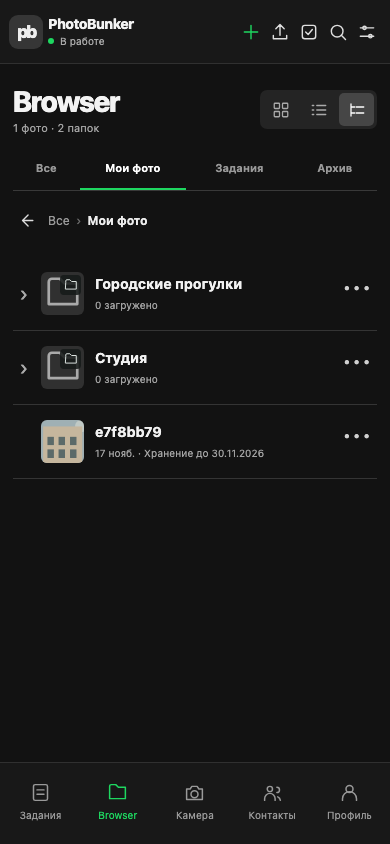 pb PhotoBunker
В работе
Browser
1 фото · 2 папок
Все Мои фото Задания Архив
Все › Мои фото
Городские прогулки
0 загружено
Студия
0 загружено
e7f8bb79
17 нояб. · Хранение до 30.11.2026
Задания Browser Камера Контакты Профиль